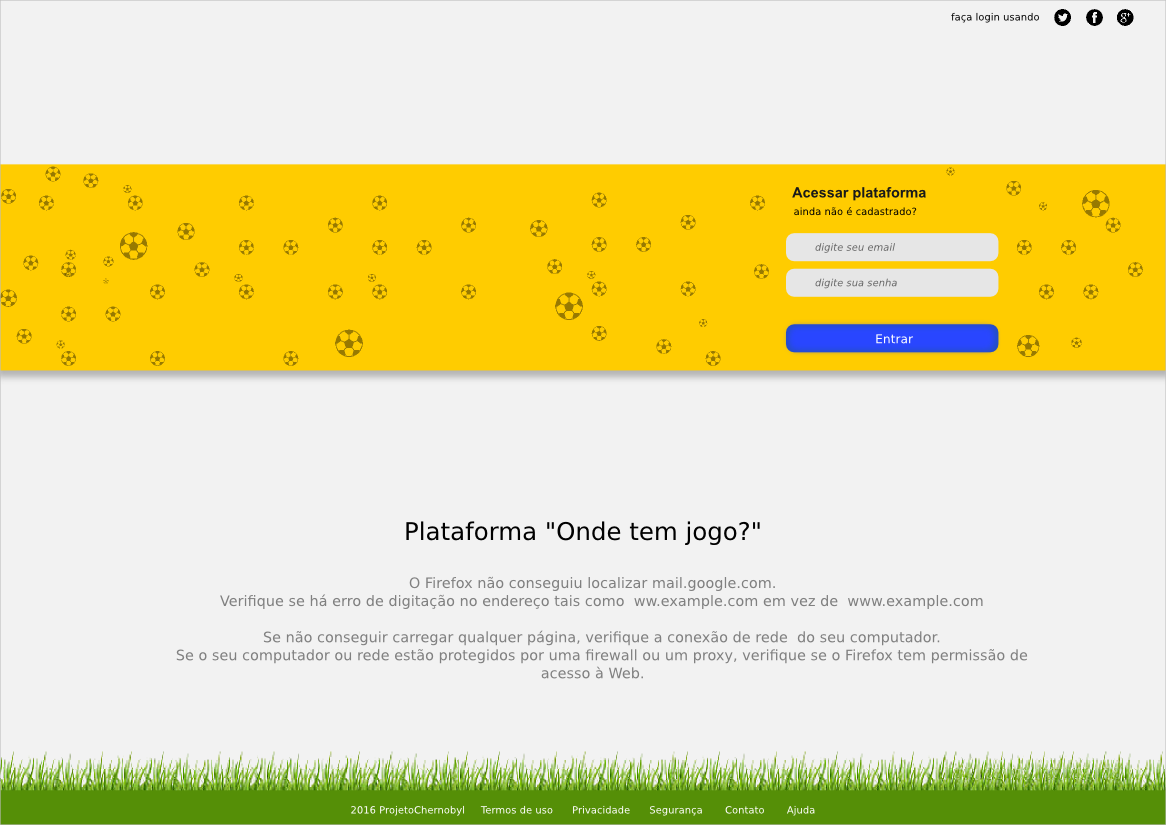 faça login usando
Acessar plataforma
ainda não é cadastrado?
digite seu email
digite sua senha
Entrar
Plataforma "Onde tem jogo?"
O Firefox não conseguiu localizar mail.google.com.
Verifique se há erro de digitação no endereço tais como  ww.example.com em vez de  www.example.com
Se não conseguir carregar qualquer página, verifique a conexão de rede  do seu computador.
Se o seu computador ou rede estão protegidos por uma firewall ou um proxy, verifique se o Firefox tem permissão de
acesso à Web.
2016 ProjetoChernobyl Termos de uso Privacidade Segurança Contato Ajuda